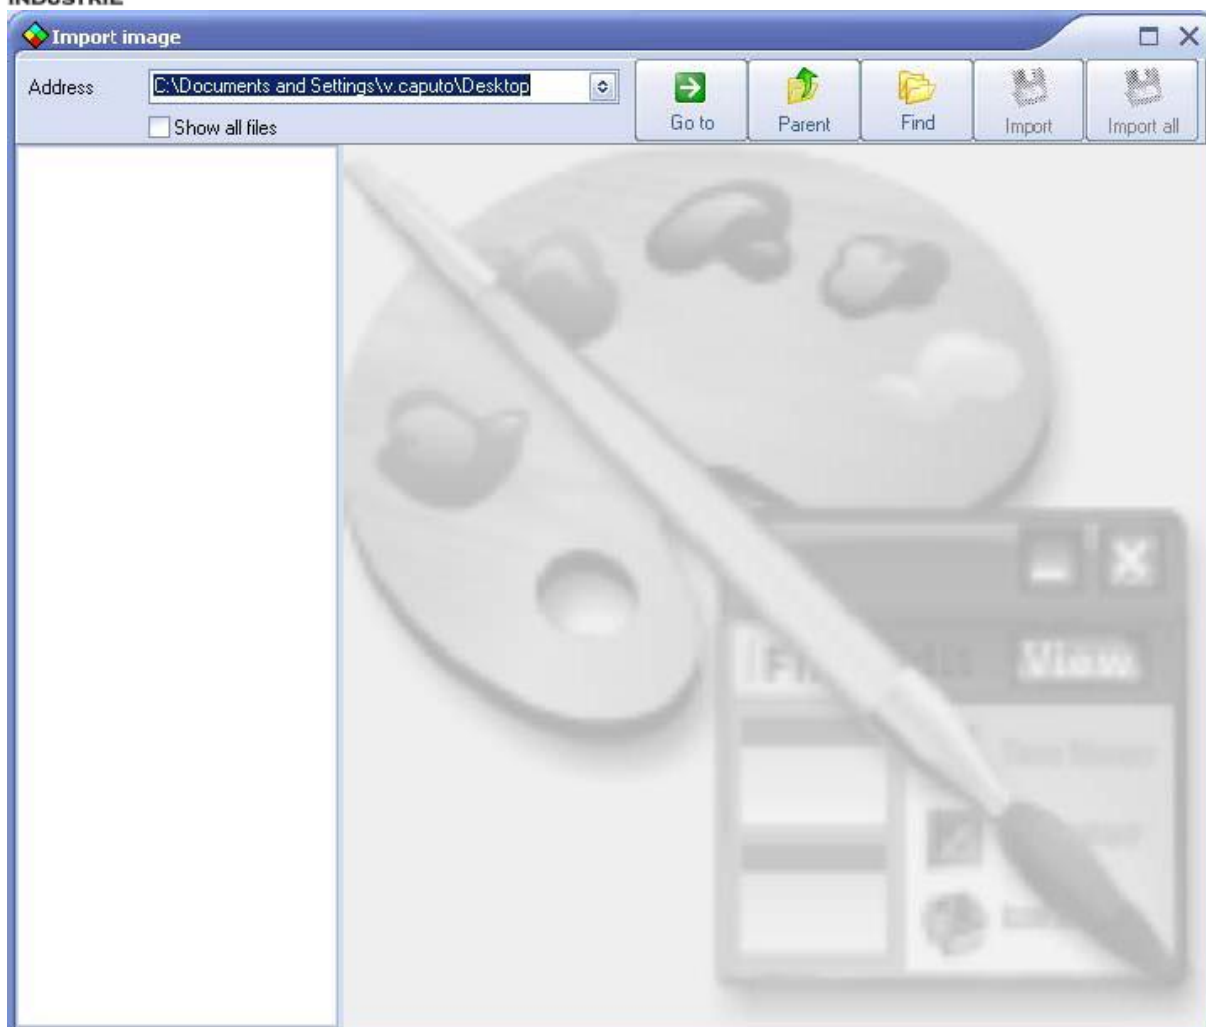 INDUSTRIE
Import image
Address
C:\Documents and Settings\v.caputo\Desktop
Show all files
Go to
Parent
Find
Import
Import all
View